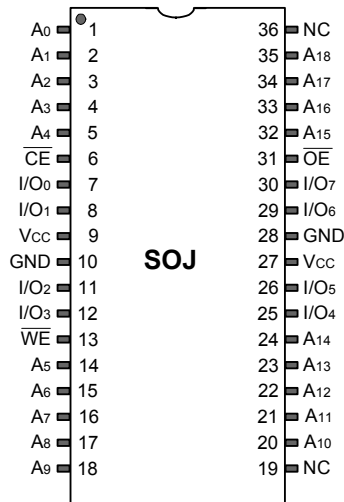 A0 1 36 NC
A1 2 35 A18
A2 3 34 A17
A3 4 33 A16
A4 5 32 A15
C̅E̅ 6 31 O̅E̅
I/O0 7 30 I/O7
I/O1 8 29 I/O6
VCC 9 28 GND
GND 10 SOJ 27 VCC
I/O2 11 26 I/O5
I/O3 12 25 I/O4
W̅E̅ 13 24 A14
A5 14 23 A13
A6 15 22 A12
A7 16 21 A11
A8 17 20 A10
A9 18 19 NC